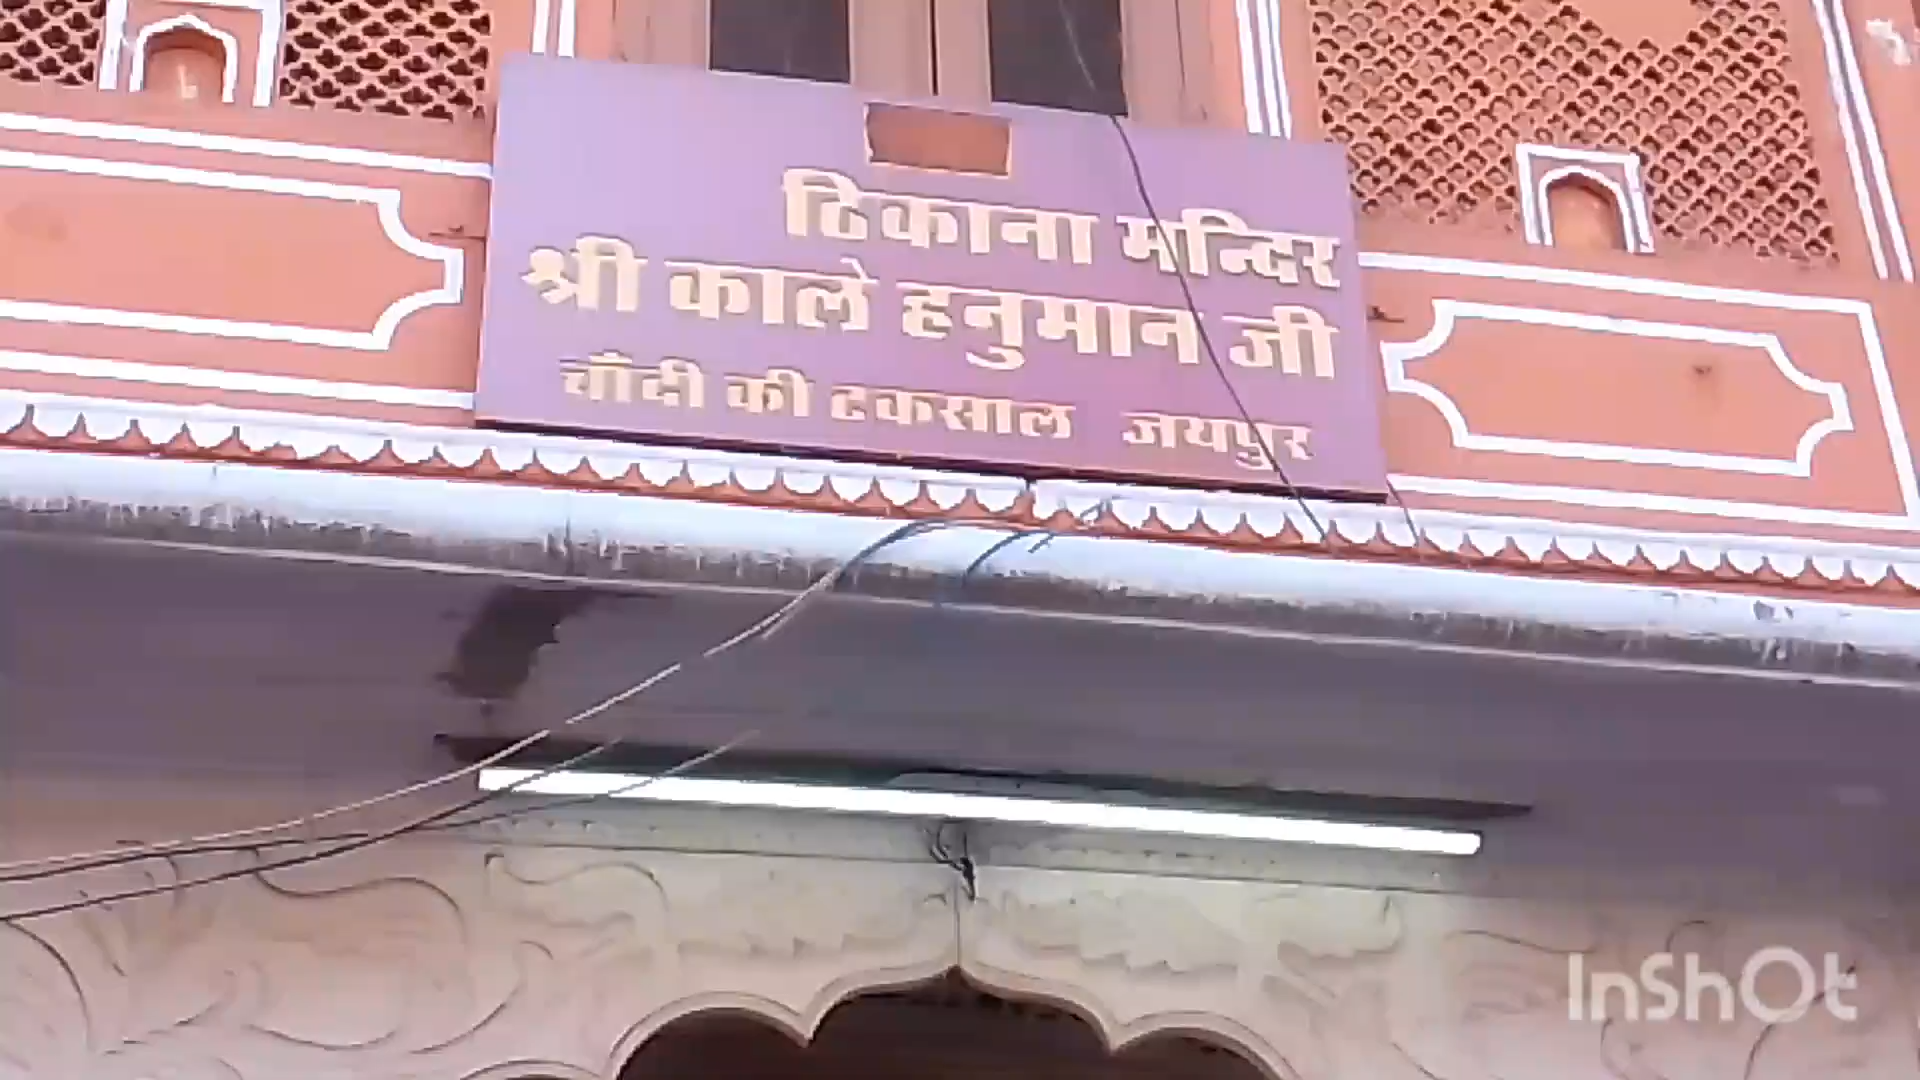 ठिकाना मन्दिर
श्री काले हनुमान जी
चाँदी की टकसाल जयपुर
InShOt